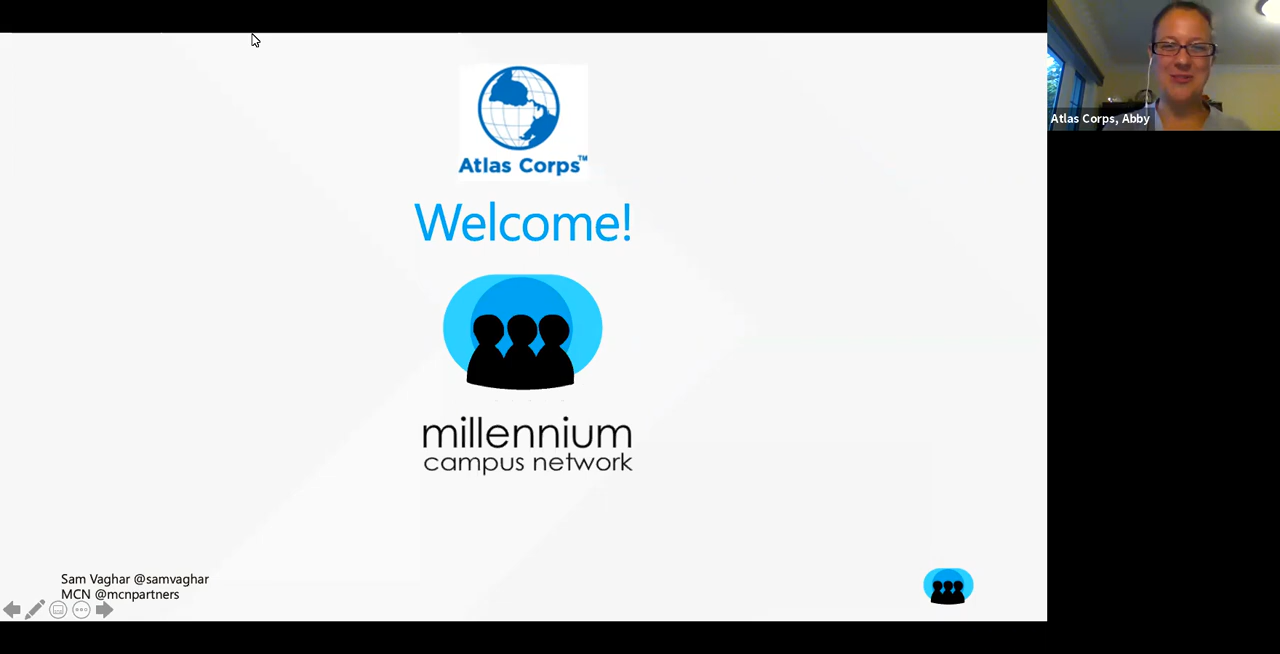 Atlas Corps™
Welcome!
millennium
campus network
Sam Vaghar @samvaghar
MCN @mcnpartners
Atlas Corps, Abby